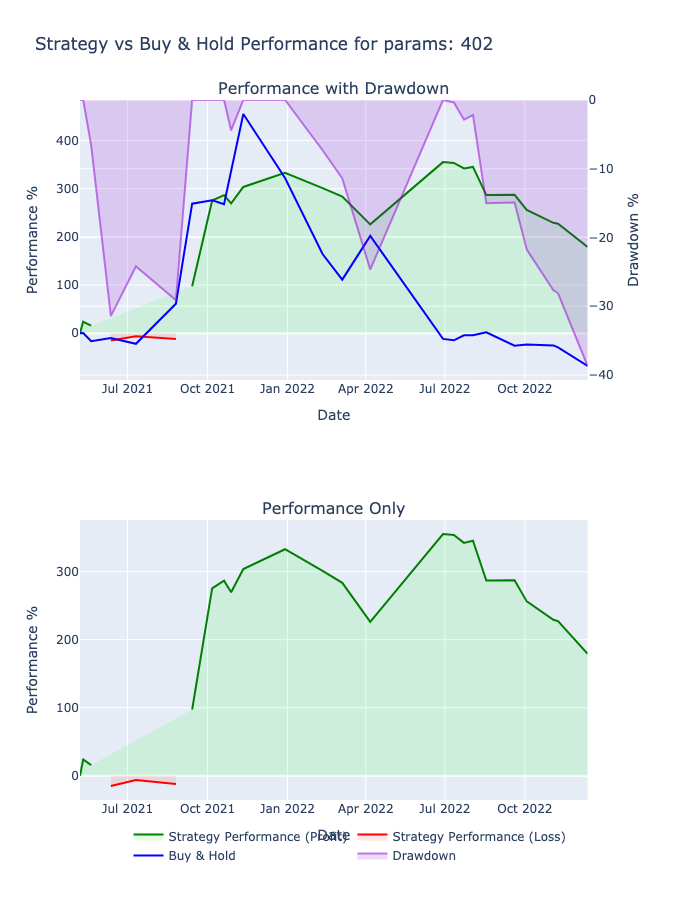 Strategy vs Buy & Hold Performance for params: 402
Performance with Drawdown
400
300
200
100
0
Performance %
0
−10
−20
−30
−40
Drawdown %
Jul 2021
Oct 2021
Jan 2022
Apr 2022
Jul 2022
Oct 2022
Date
Performance Only
300
200
100
0
Performance %
Jul 2021
Oct 2021
Jan 2022
Apr 2022
Jul 2022
Oct 2022
Date
Strategy Performance (Profit)
Strategy Performance (Loss)
Buy & Hold
Drawdown